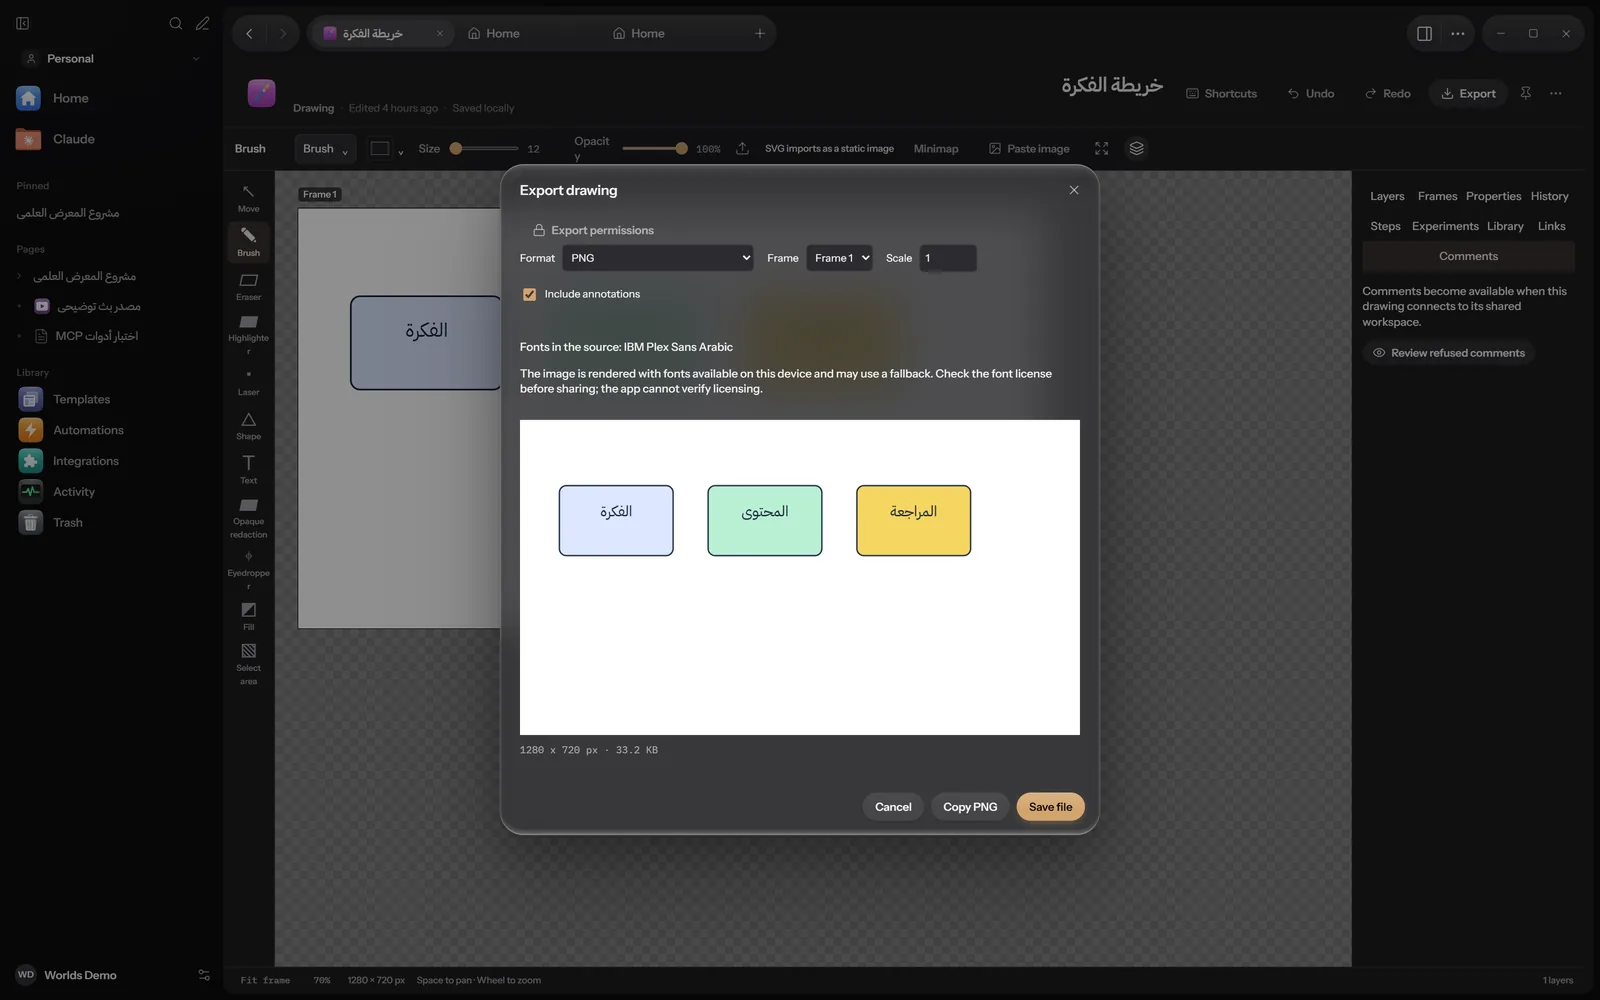 Personal
Home
Claude
Pinned
مشروع المعرض العلمي
Pages
مشروع المعرض العلمي
مصدر بث توضيحي
اختبار أدوات MCP
Library
Templates
Automations
Integrations
Activity
Trash
WD Worlds Demo
خريطة الفكرة
Home
Home
خريطة الفكرة
Drawing · Edited 4 hours ago · Saved locally
Shortcuts
Undo
Redo
Export
Brush
Brush
Size
12
Opacit
y
100%
SVG imports as a static image
Minimap
Paste image
Move
Brush
Eraser
Highlighte
r
Laser
Shape
Text
Opaque
redaction
Eyedroppe
r
Fill
Select
area
Frame 1
الفكرة
Export drawing
Export permissions
Format PNG Frame Frame 1 Scale 1
Include annotations
Fonts in the source: IBM Plex Sans Arabic
The image is rendered with fonts available on this device and may use a fallback. Check the font license
before sharing; the app cannot verify licensing.
الفكرة
المحتوى
المراجعة
1280 x 720 px · 33.2 KB
Cancel
Copy PNG
Save file
Layers Frames Properties History
Steps Experiments Library Links
Comments
Comments become available when this
drawing connects to its shared
workspace.
Review refused comments
Fit frame
70%
1280 × 720 px
Space to pan · Wheel to zoom
1 layers